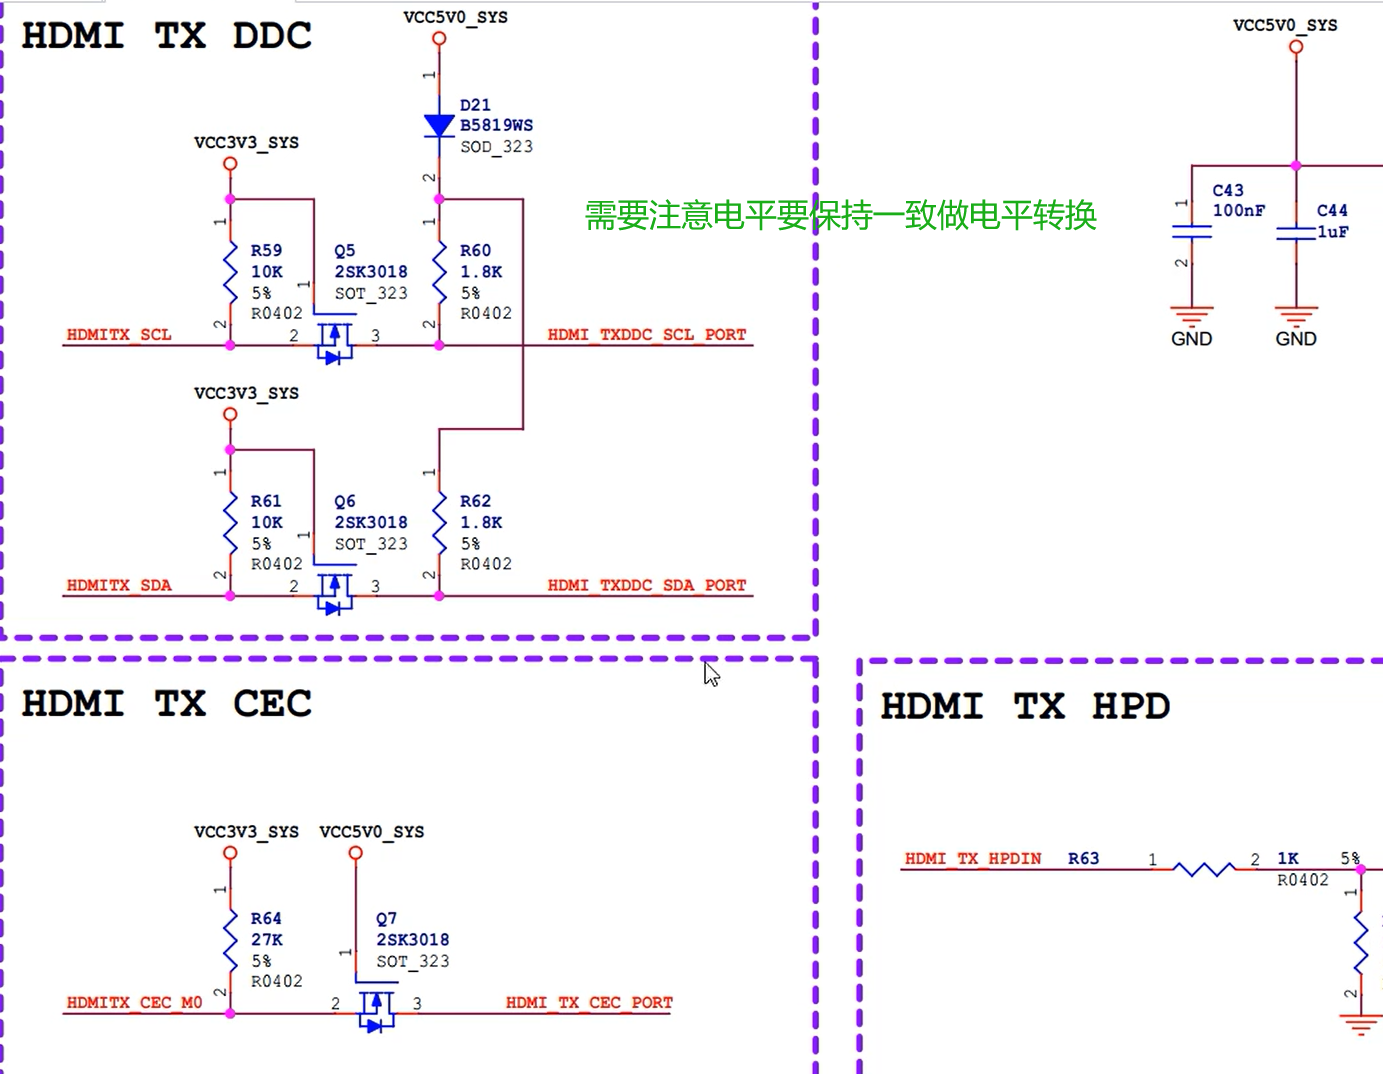 HDMI TX DDC
VCC5V0_SYS
1
D21
B5819WS
SOD_323
2
VCC3V3_SYS
1
R59
10K
5%
R0402
2
Q5
2SK3018
SOT_323
1
2
3
1
R60
1.8K
5%
R0402
2
HDMITX_SCL
HDMI_TXDDC_SCL_PORT
需要注意电平要保持一致做电平转换
VCC3V3_SYS
1
R61
10K
5%
R0402
2
Q6
2SK3018
SOT_323
1
2
3
1
R62
1.8K
5%
R0402
2
HDMITX_SDA
HDMI_TXDDC_SDA_PORT
VCC5V0_SYS
1
C43
100nF
2
C44
1uF
GND
GND
HDMI TX CEC
VCC3V3_SYS
VCC5V0_SYS
1
R64
27K
5%
R0402
2
Q7
2SK3018
SOT_323
1
2
3
HDMITX_CEC_M0
HDMI_TX_CEC_PORT
HDMI TX HPD
HDMI_TX_HPDIN
R63
1
2
1K
5%
R0402
1
2